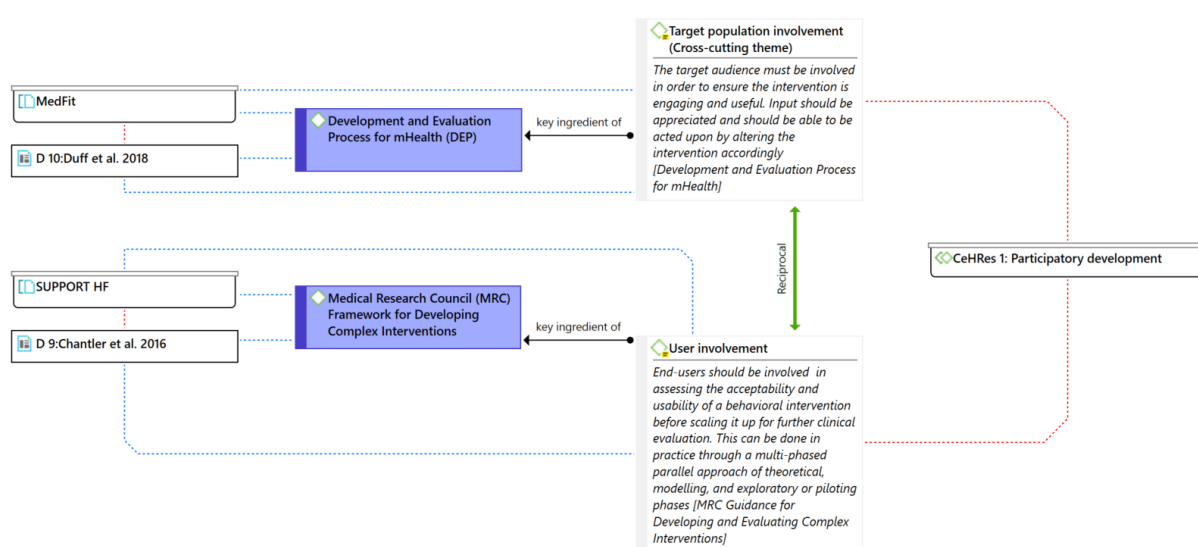 Target population involvement
(Cross-cutting theme)
The target audience must be involved
in order to ensure the intervention is
engaging and useful. Input should be
appreciated and should be able to be
acted upon by altering the
intervention accordingly
[Development and Evaluation Process
for mHealth]
MedFit
D 10:Duff et al. 2018
Development and Evaluation
Process for mHealth (DEP)
key ingredient of
Reciprocal
CeHRes 1: Participatory development
SUPPORT HF
D 9:Chantler et al. 2016
Medical Research Council (MRC)
Framework for Developing
Complex Interventions
key ingredient of
User involvement
End-users should be involved in
assessing the acceptability and
usability of a behavioral intervention
before scaling it up for further clinical
evaluation. This can be done in
practice through a multi-phased
parallel approach of theoretical,
modelling, and exploratory or piloting
phases [MRC Guidance for
Developing and Evaluating Complex
Interventions]